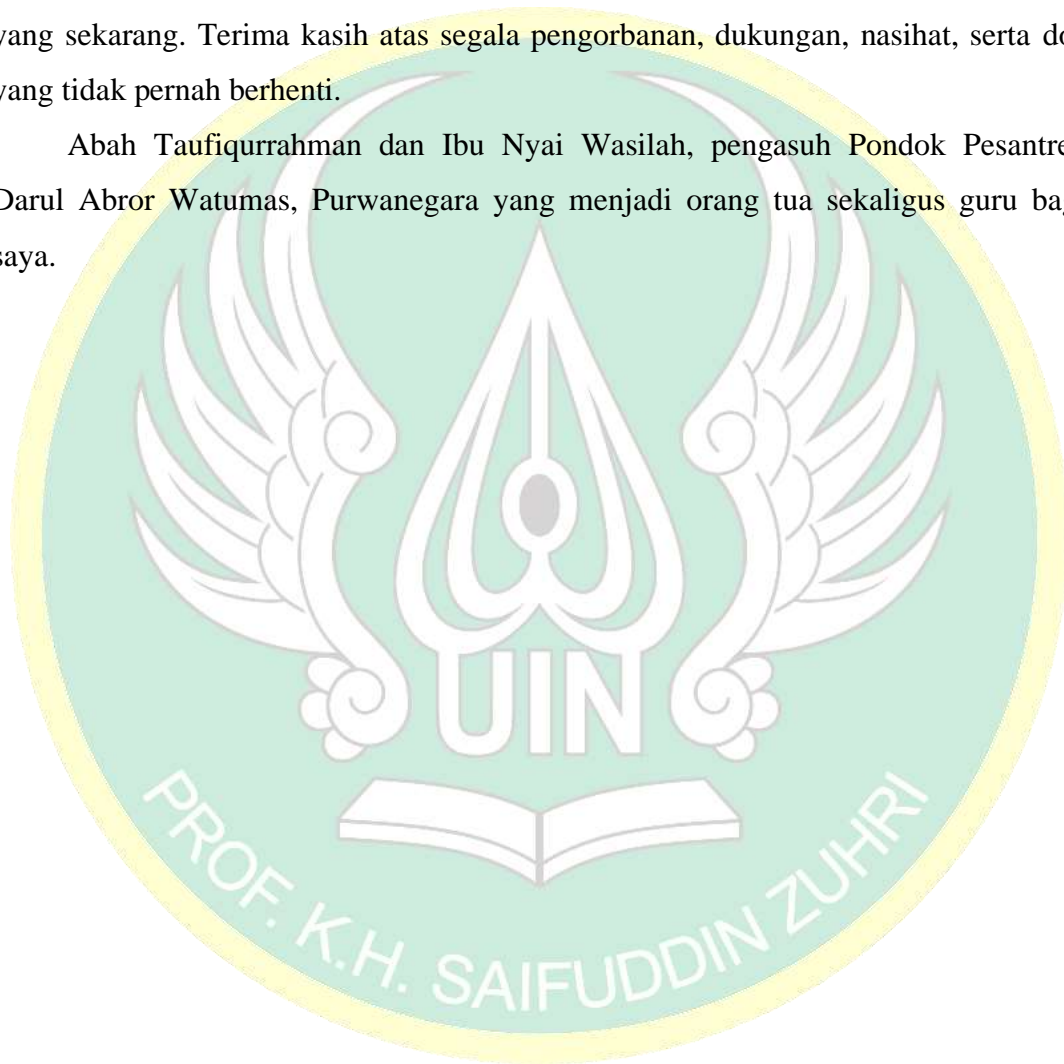 yang sekarang. Terima kasih atas segala pengorbanan, dukungan, nasihat, serta do
yang tidak pernah berhenti.
Abah Taufiqurrahman dan Ibu Nyai Wasilah, pengasuh Pondok Pesantre
Darul Abror Watumas, Purwanegara yang menjadi orang tua sekaligus guru bag
saya.
UIN
PROF. K.H. SAIFUDDIN ZUHRI